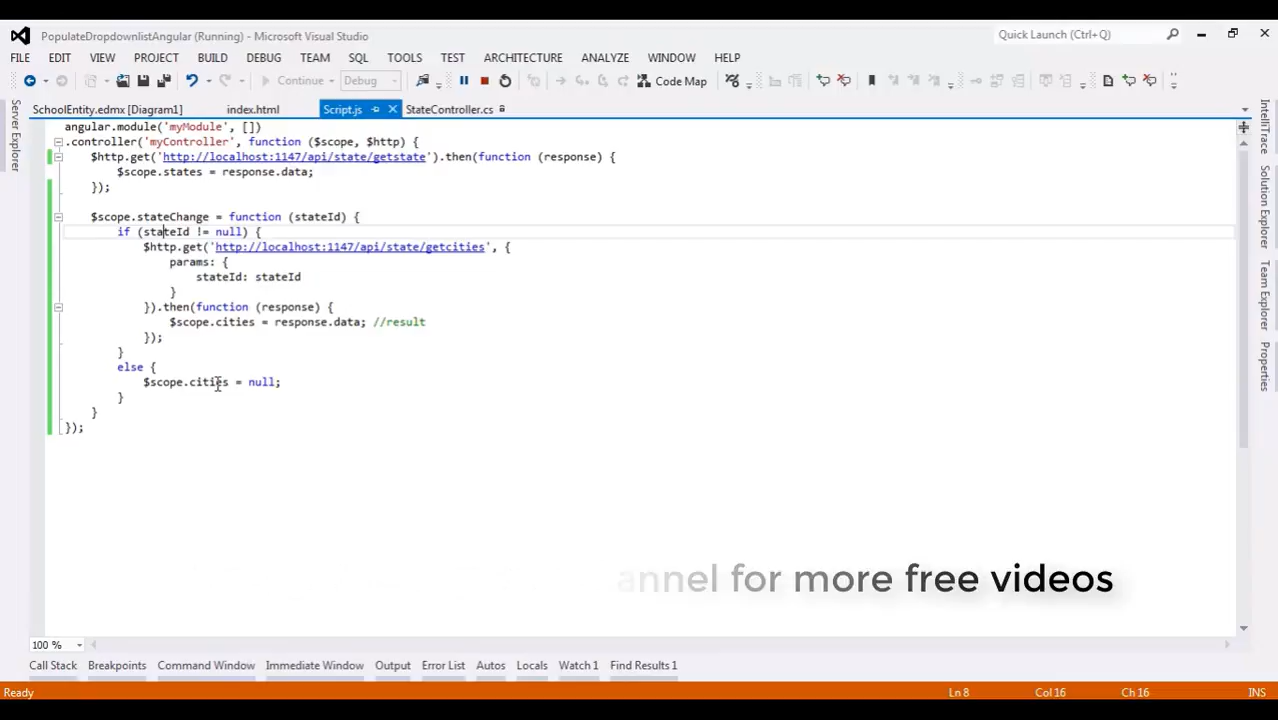 PopulateDropdownlistAngular (Running) - Microsoft Visual Studio
Quick Launch (Ctrl+Q)
FILE EDIT VIEW PROJECT BUILD DEBUG TEAM SQL TOOLS TEST ARCHITECTURE ANALYZE WINDOW HELP
Continue Debug Code Map
SchoolEntity.edmx [Diagram1] index.html Script.js StateController.cs
Server Explorer
IntelliTrace
Solution Explorer
Team Explorer
Properties
angular.module('myModule', [])
.controller('myController', function ($scope, $http) {
$http.get('http://localhost:1147/api/state/getstate').then(function (response) {
$scope.states = response.data;
});
$scope.stateChange = function (stateId) {
if (stateId != null) {
$http.get('http://localhost:1147/api/state/getcities', {
params: {
stateId: stateId
}
}).then(function (response) {
$scope.cities = response.data; //result
});
}
else {
$scope.cities = null;
}
}
});
annel for more free videos
100 %
Call Stack Breakpoints Command Window Immediate Window Output Error List Autos Locals Watch 1 Find Results 1
Ready Ln 8 Col 16 Ch 16 INS